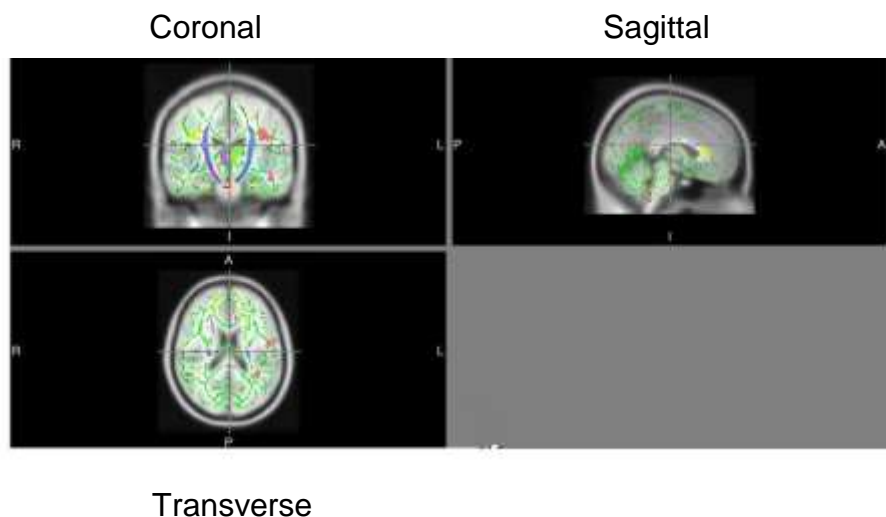 Coronal Sagittal
R L P A
I I
A
R L
P
Transverse